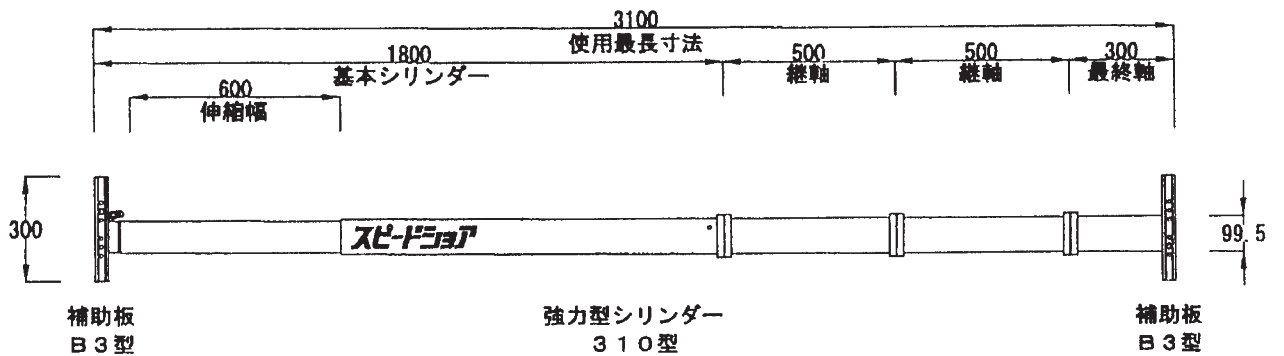 3100
使用最長寸法
1800
基本シリンダー
500
継軸
500
継軸
300
最終軸
600
伸縮幅
300
スピードショア
99.5
補助板
B3型
強力型シリンダー
310型
補助板
B3型